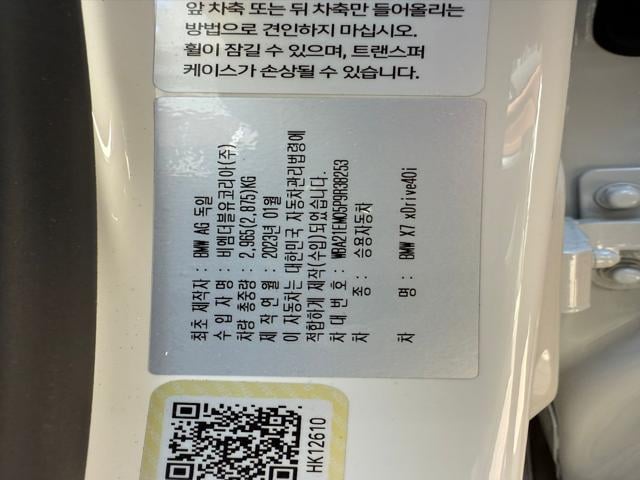 앞 차축 또는 뒤 차축만 들어올리는
방법으로 견인하지 마십시오.
휠이 잠길 수 있으며, 트랜스퍼
케이스가 손상될 수 있습니다.
최초 제작자 : BMW AG 독일
수 입 자 명 : 비엠더블유코리아(주)
차량 총중량 : 2,965(2,875)KG
제 작 연 월 : 2023년 01월
이 자동차는 대한민국 자동차관리법령에
적합하게 제작(수입)되었습니다.
차 대 번 호 : WBA21EM05P9R38253
차 종 : 승용자동차
차 명 : BMW X7 xDrive40i
HK12610